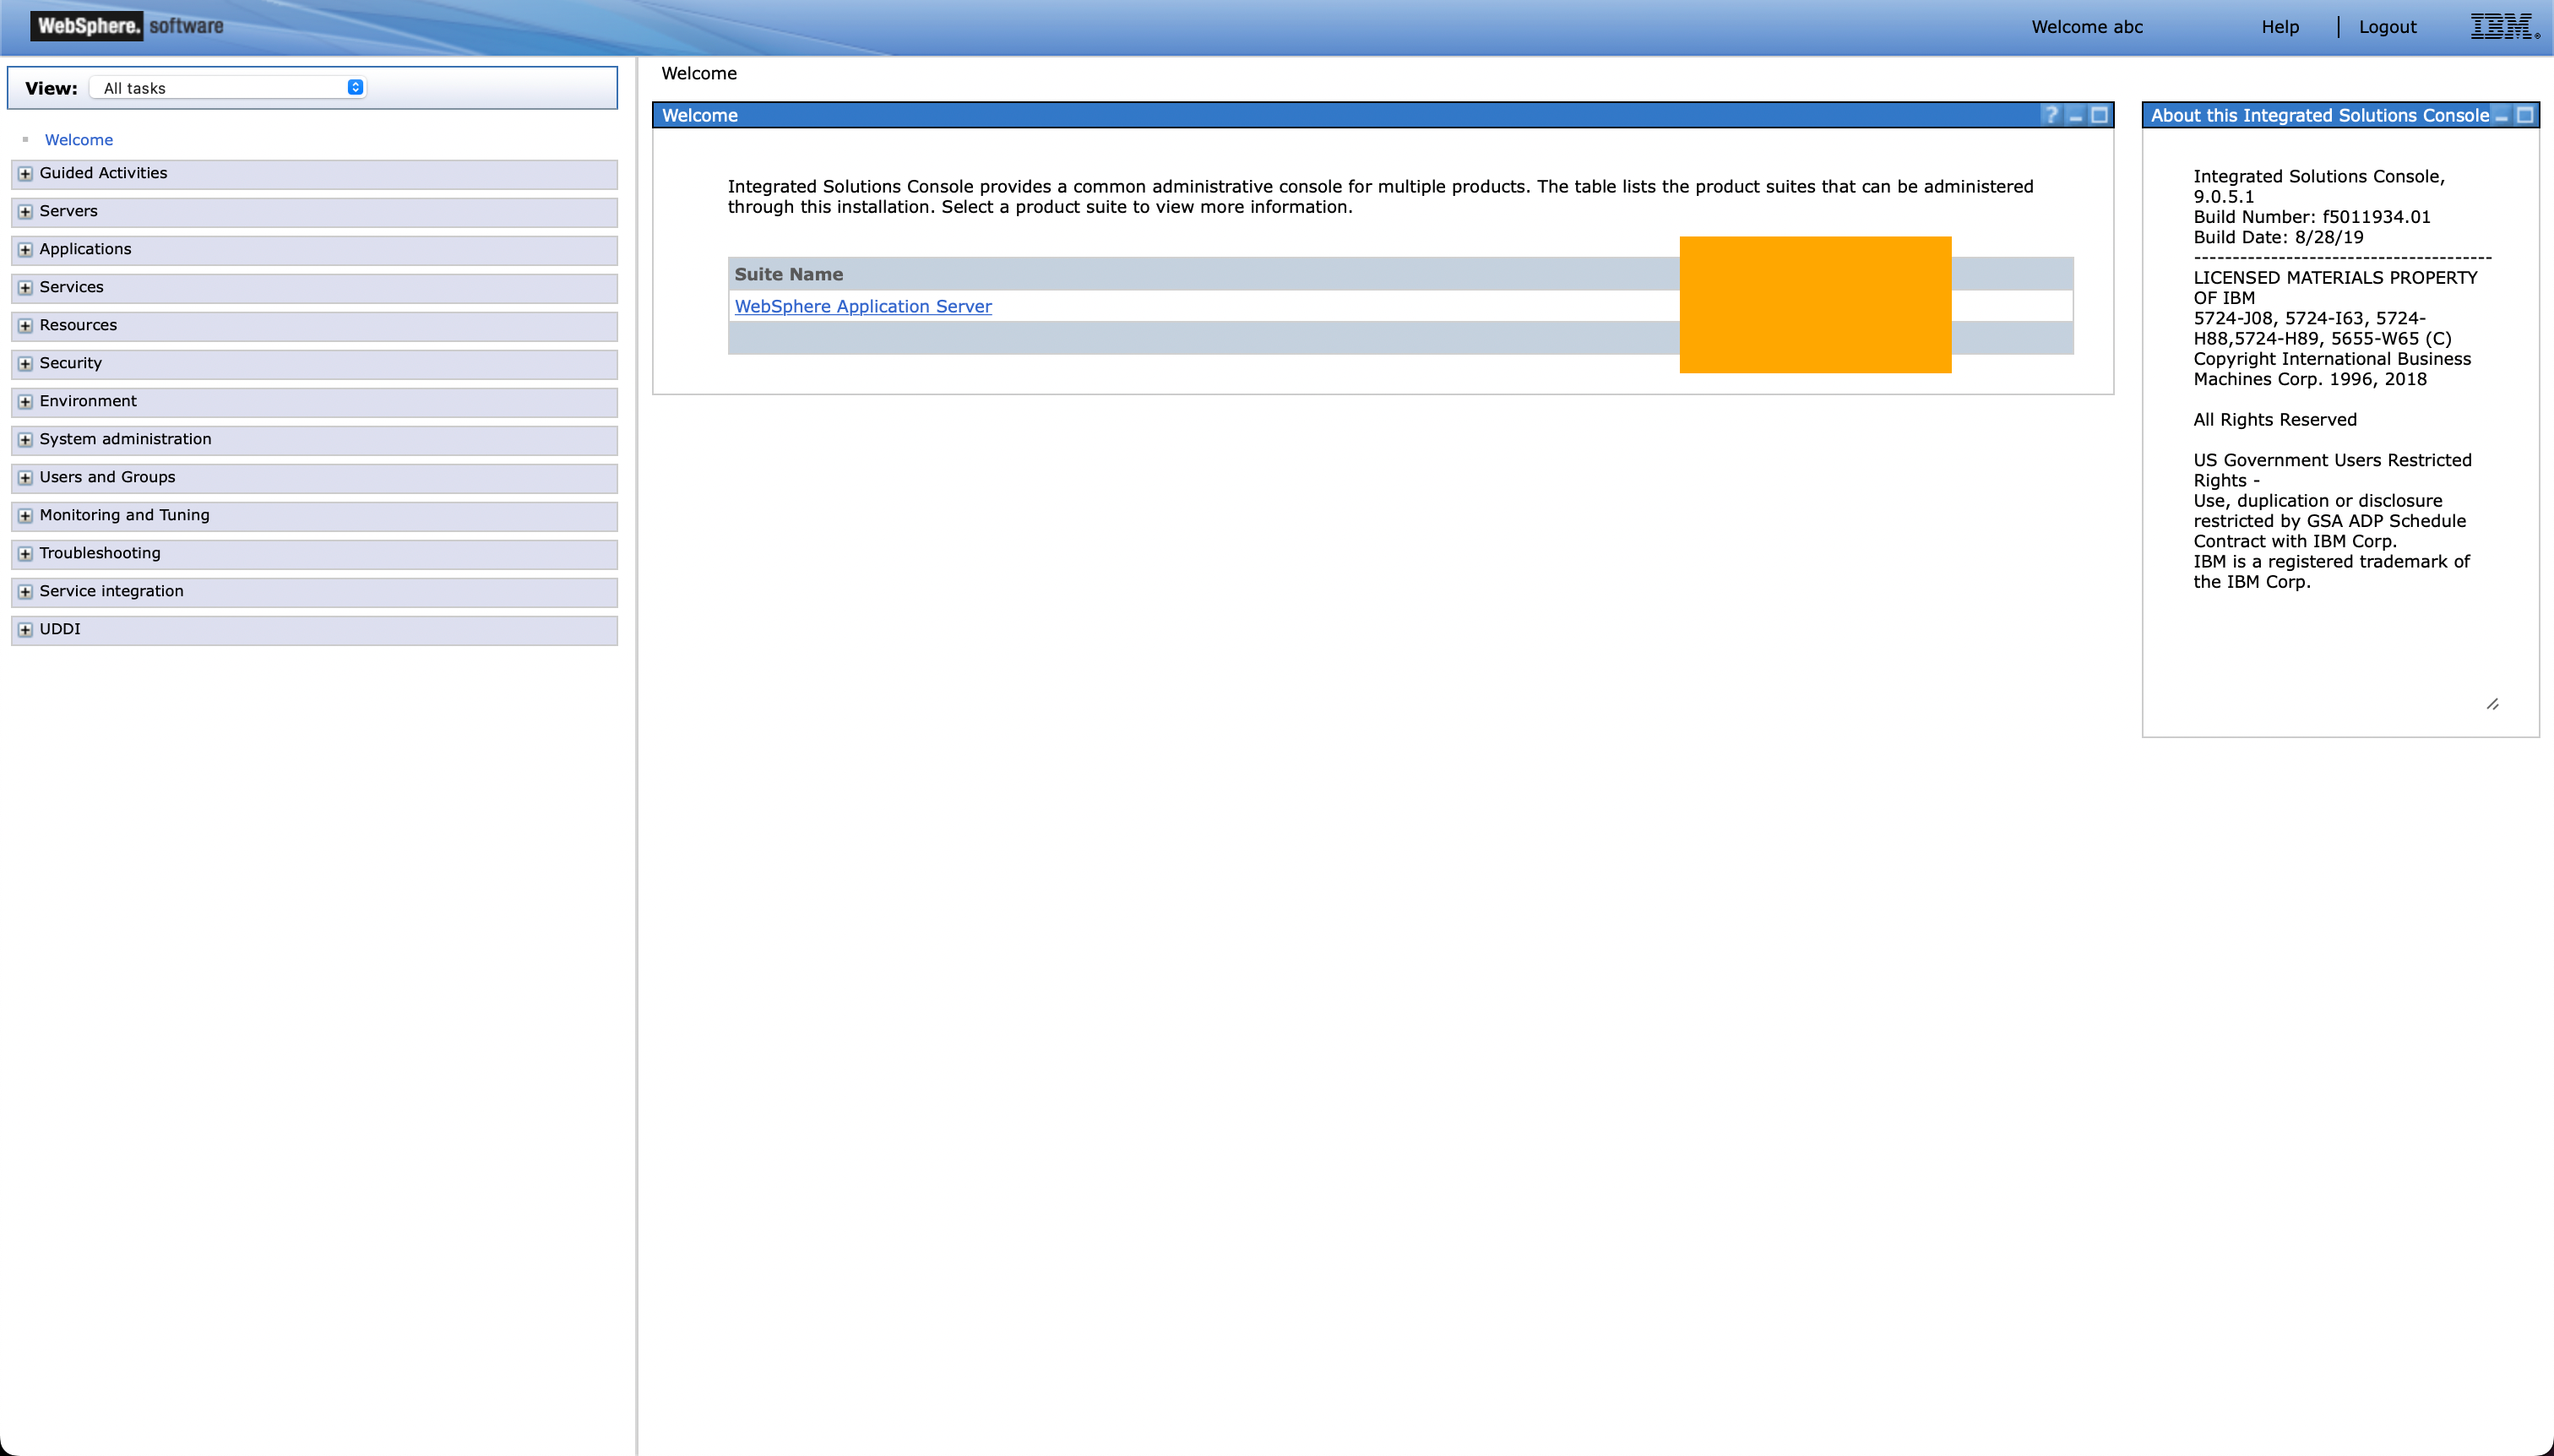 WebSphere. software
Welcome abc
Help
Logout
IBM®
View: All tasks
Welcome
Guided Activities
Servers
Applications
Services
Resources
Security
Environment
System administration
Users and Groups
Monitoring and Tuning
Troubleshooting
Service integration
UDDI
Welcome
Welcome
Integrated Solutions Console provides a common administrative console for multiple products. The table lists the product suites that can be administered
through this installation. Select a product suite to view more information.
Suite Name
WebSphere Application Server
About this Integrated Solutions Console
Integrated Solutions Console,
9.0.5.1
Build Number: f5011934.01
Build Date: 8/28/19
---------------------------------------
LICENSED MATERIALS PROPERTY
OF IBM
5724-J08, 5724-I63, 5724-
H88,5724-H89, 5655-W65 (C)
Copyright International Business
Machines Corp. 1996, 2018
All Rights Reserved
US Government Users Restricted
Rights -
Use, duplication or disclosure
restricted by GSA ADP Schedule
Contract with IBM Corp.
IBM is a registered trademark of
the IBM Corp.